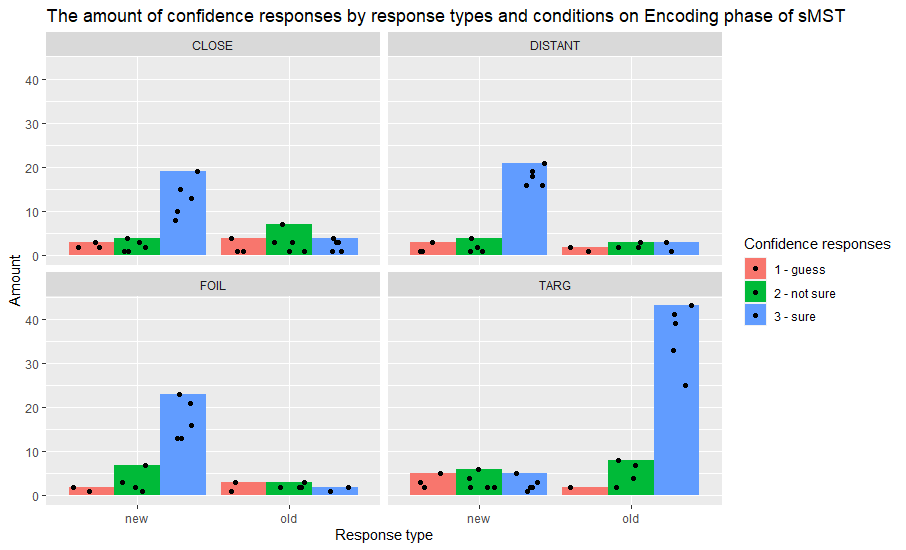 The amount of confidence responses by response types and conditions on Encoding phase of sMST
CLOSE
DISTANT
40
30
20
10
0
FOIL
TARG
40
30
20
10
0
new
old
new
old
Response type
Amount
Confidence responses
1 - guess
2 - not sure
3 - sure